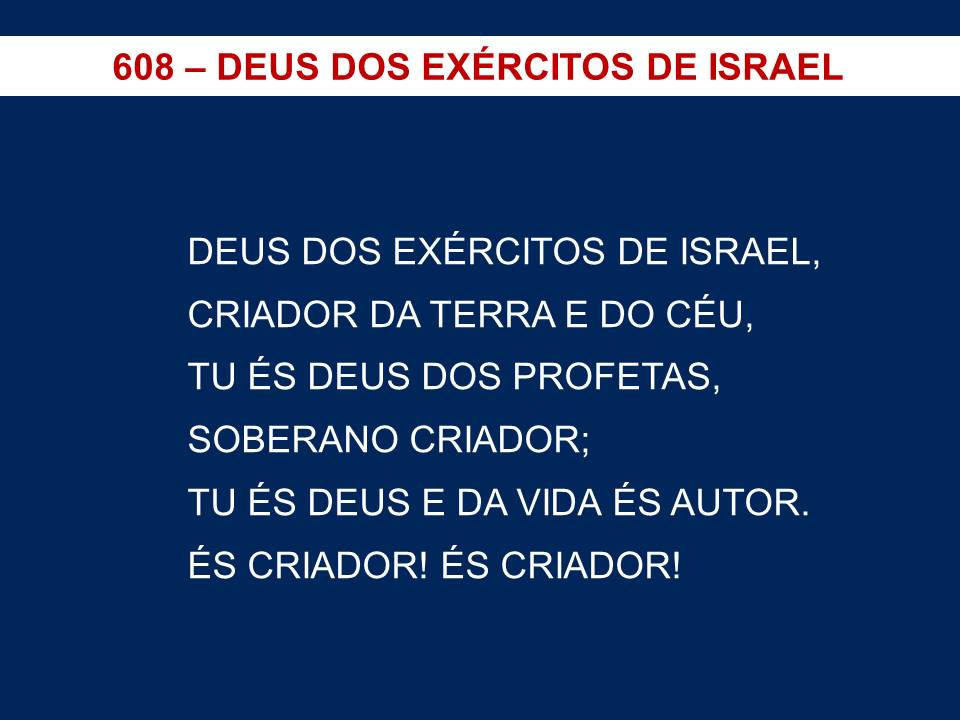 608 – DEUS DOS EXÉRCITOS DE ISRAEL
DEUS DOS EXÉRCITOS DE ISRAEL,
CRIADOR DA TERRA E DO CÉU,
TU ÉS DEUS DOS PROFETAS,
SOBERANO CRIADOR;
TU ÉS DEUS E DA VIDA ÉS AUTOR.
ÉS CRIADOR! ÉS CRIADOR!